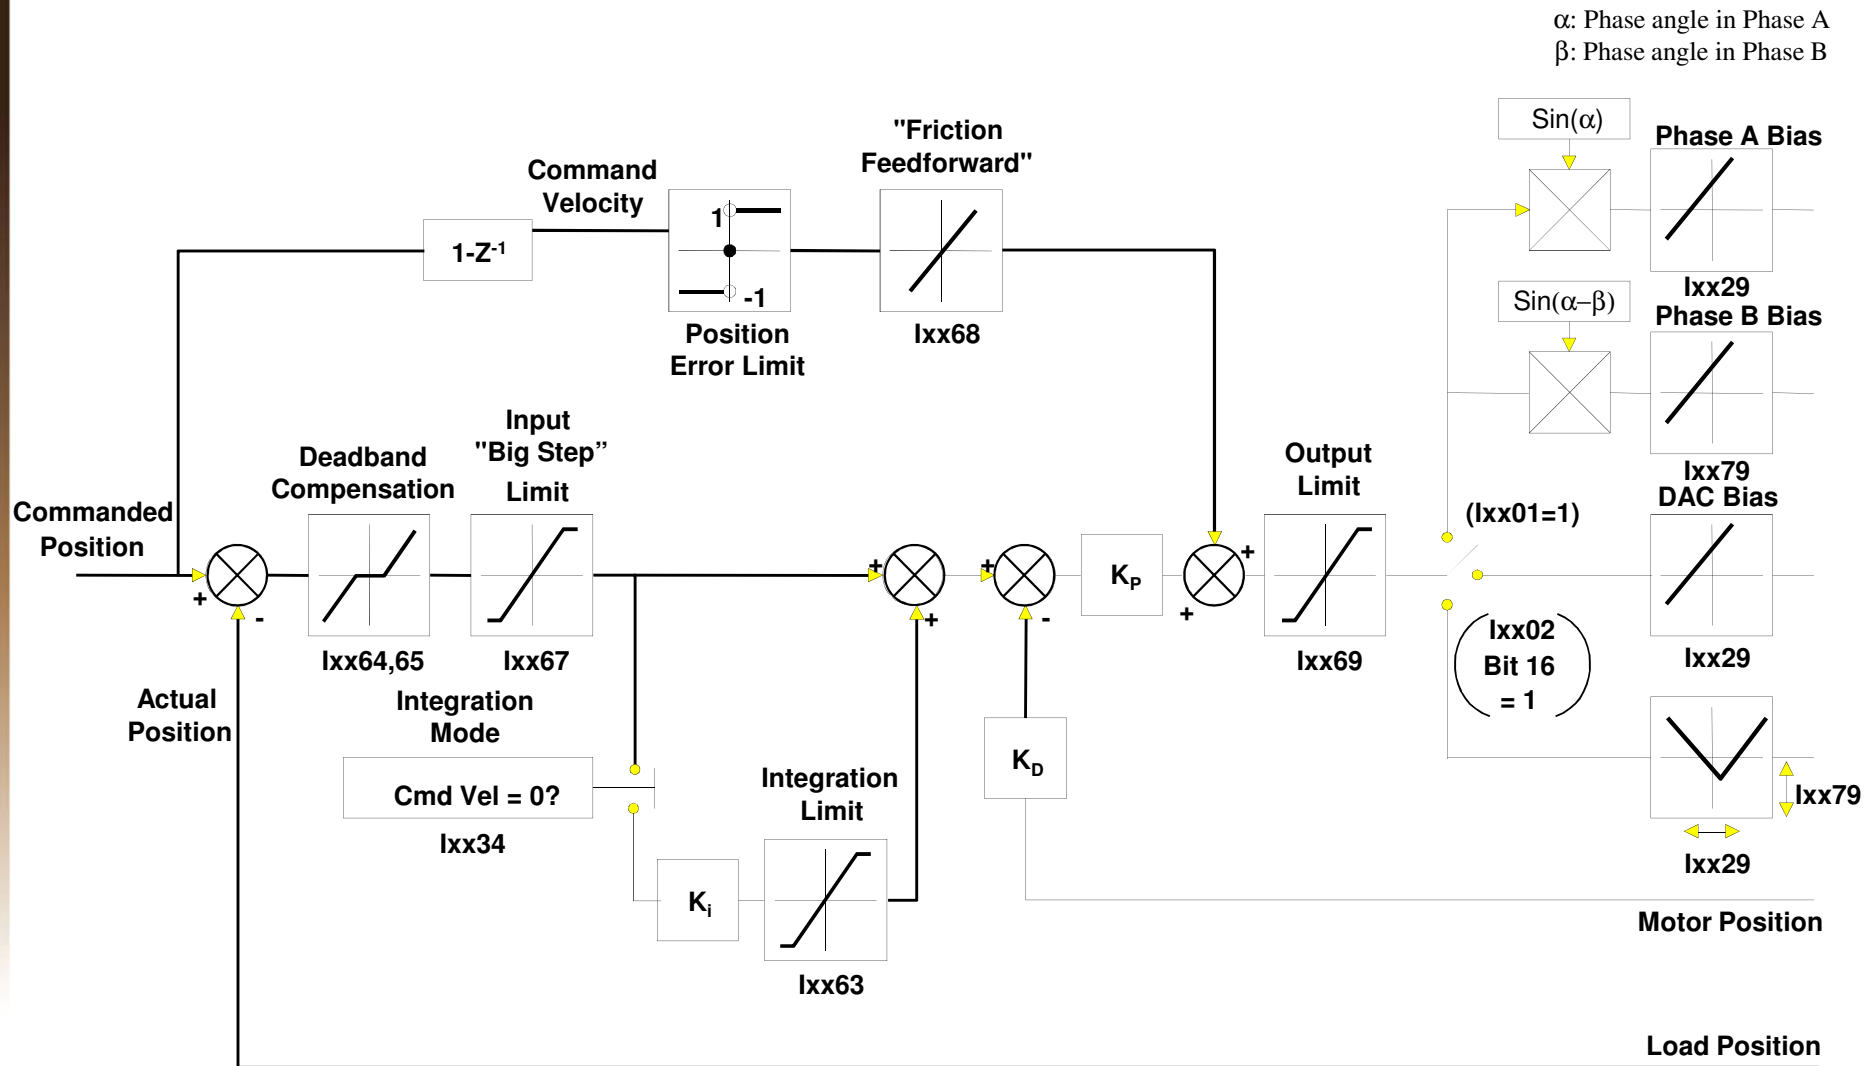 α: Phase angle in Phase A
β: Phase angle in Phase B
Sin(α)
"Friction
Feedforward"
Phase A Bias
Command
Velocity
1
1-Z-1
-1
Ixx29
Sin(α−β)
Phase B Bias
Position
Error Limit
Ixx68
Input
"Big Step”
Limit
Deadband
Compensation
Output
Limit
Ixx79
DAC Bias
Commanded
Position
(Ixx01=1)
+
-
+
+
+
-
KP
+
+
Ixx64,65
Ixx67
Ixx69
Ixx02
Bit 16
= 1
Ixx29
Actual
Position
Integration
Mode
Cmd Vel = 0?
Ixx34
Integration
Limit
KD
Ixx79
Ixx29
Ki
Ixx63
Motor Position
Load Position